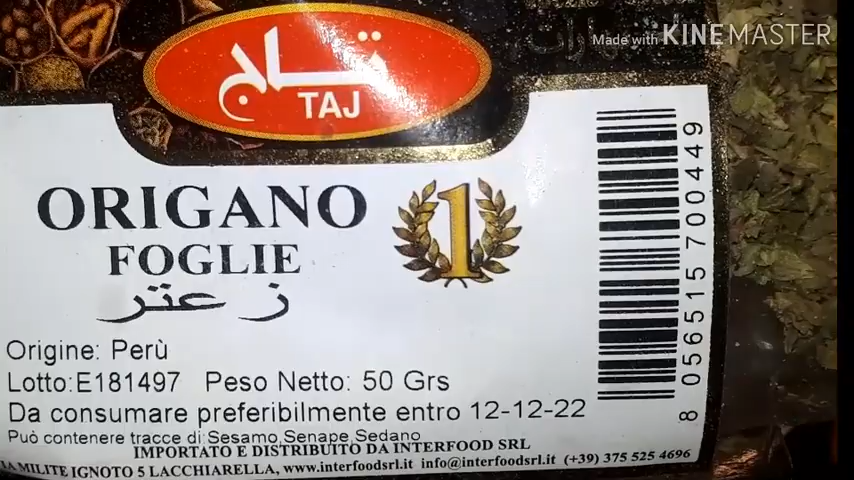 Made with KINEMASTER
تاج
TAJ
ORIGANO
FOGLIE
زعتر
Origine: Perù
Lotto:E181497 Peso Netto: 50 Grs
Da consumare preferibilmente entro 12-12-22
Può contenere tracce di:Sesamo Senape Sedano
IMPORTATO E DISTRIBUITO DA INTERFOOD SRL
MILITE IGNOTO 5 LACCHIARELLA, www.interfoodsrl.it info@interfoodsrl.it (+39) 375 525 4696
8 056515 700449